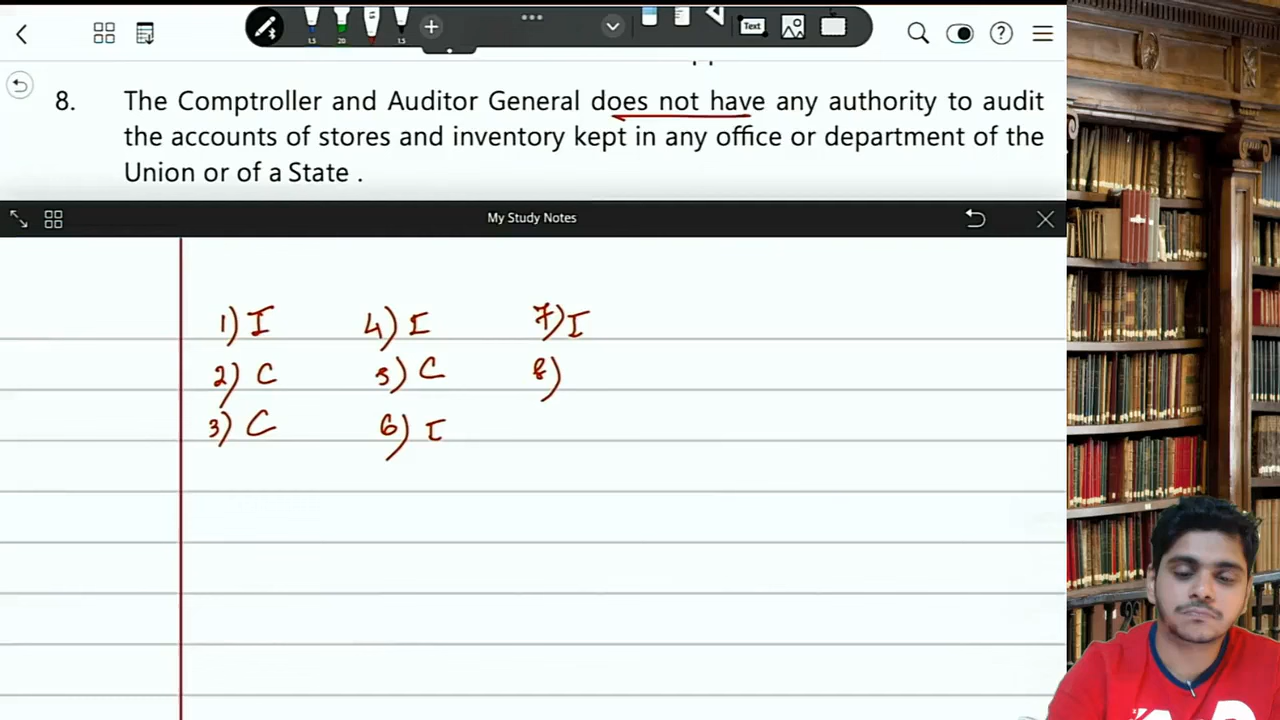 Text
8. The Comptroller and Auditor General does not have any authority to audit
the accounts of stores and inventory kept in any office or department of the
Union or of a State .
My Study Notes
1) I 4) I 7) I
2) C 5) C 8)
3) C 6) I